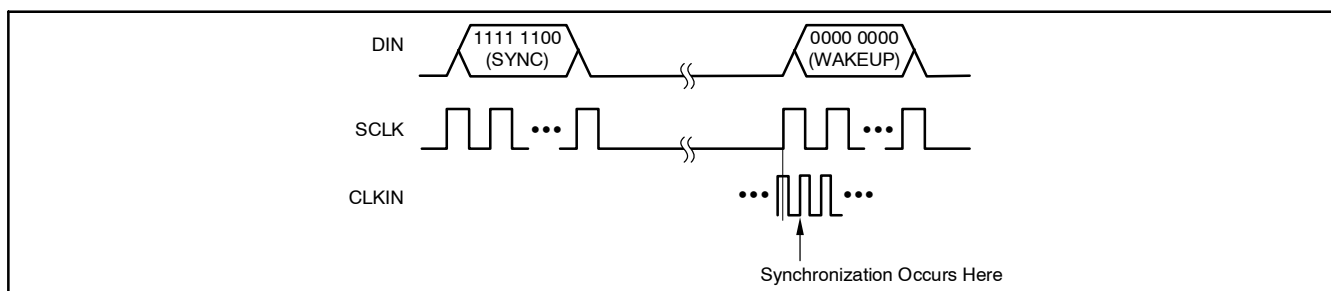 DIN
1111 1100
(SYNC)
0000 0000
(WAKEUP)
SCLK
CLKIN
Synchronization Occurs Here